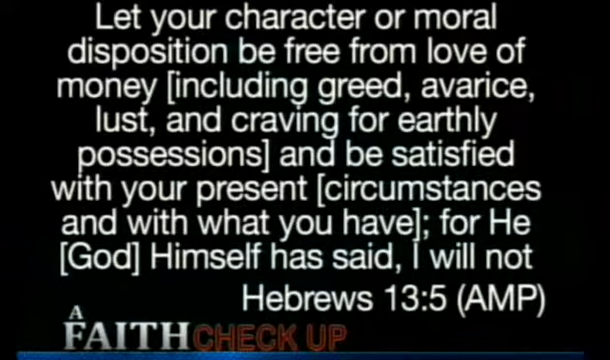 Let your character or moral
disposition be free from love of
money [including greed, avarice,
lust, and craving for earthly
possessions] and be satisfied
with your present [circumstances
and with what you have]; for He
[God] Himself has said, I will not
Hebrews 13:5 (AMP)
A
FAITH CHECK UP